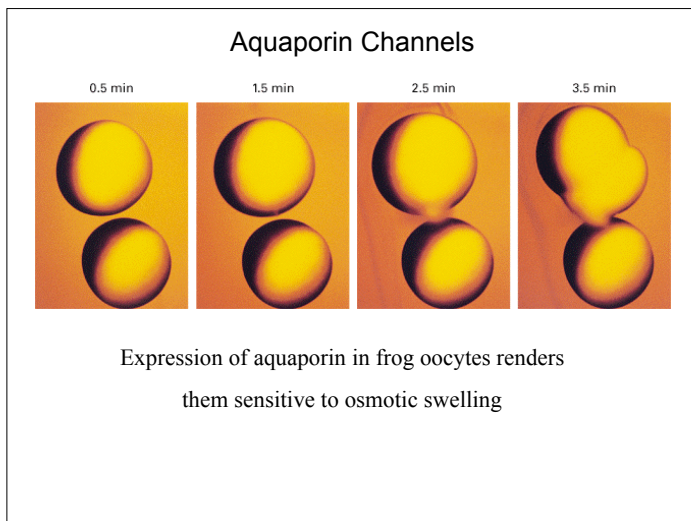 Aquaporin Channels
0.5 min
1.5 min
2.5 min
3.5 min
Expression of aquaporin in frog oocytes renders
them sensitive to osmotic swelling